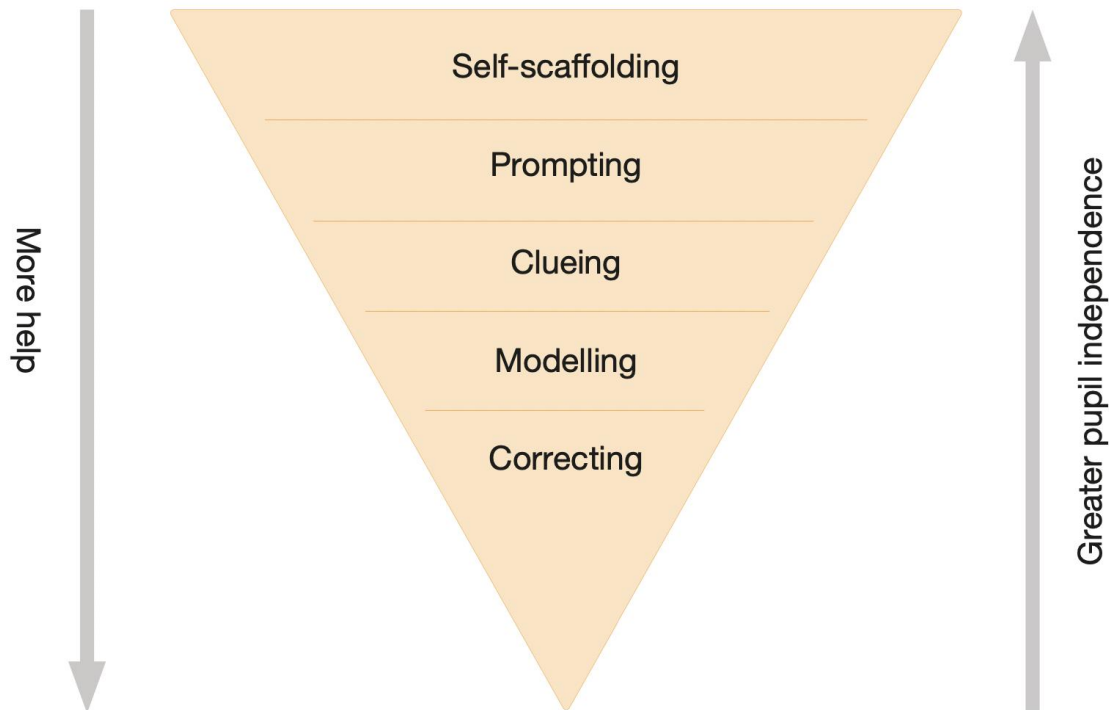 Self-scaffolding
Prompting
Clueing
Modelling
Correcting
More help
Greater pupil independence